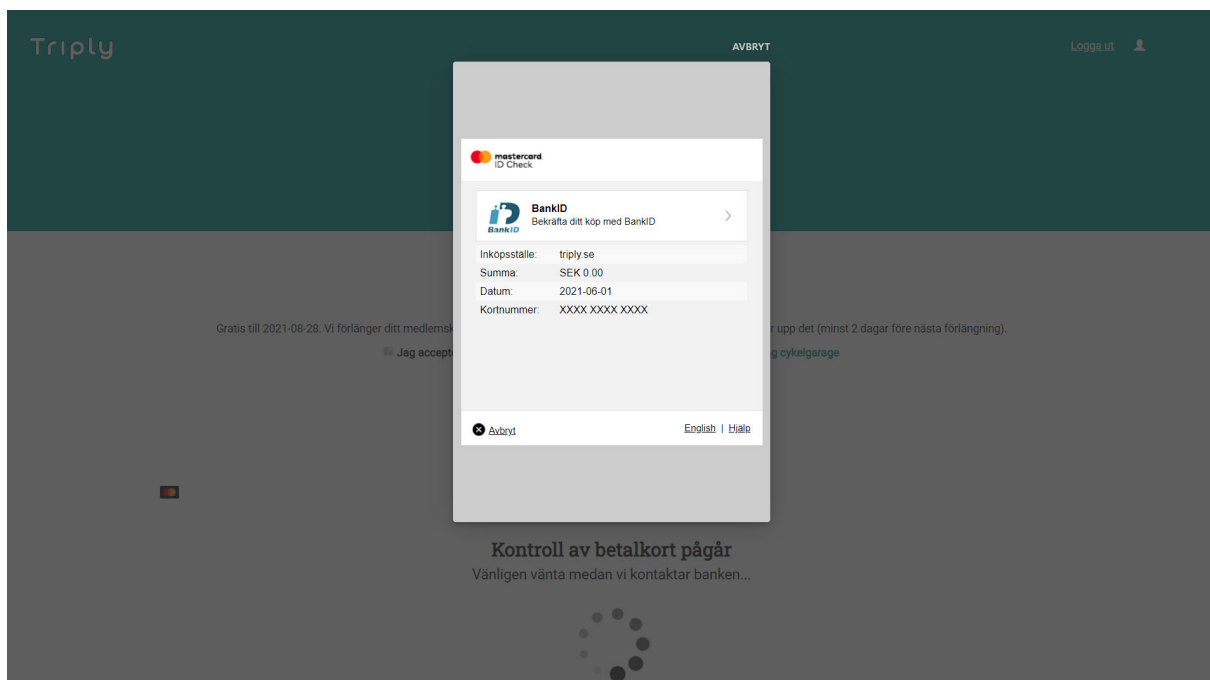 Triply
AVBRYT
Logga ut
mastercard.
ID Check
BankID
BankID
Bekräfta ditt köp med BankID
Inköpsställe: triply.se
Summa: SEK 0.00
Datum: 2021-06-01
Kortnummer: XXXX XXXX XXXX
Gratis till 2021-08-28. Vi förlänger ditt r upp det (minst 2 dagar före nästa förlängning).
Jag g cykelgarage
Avbryt
English | Hjälp
Kontroll av betalkort pågår
Vänligen vänta medan vi kontaktar banken...